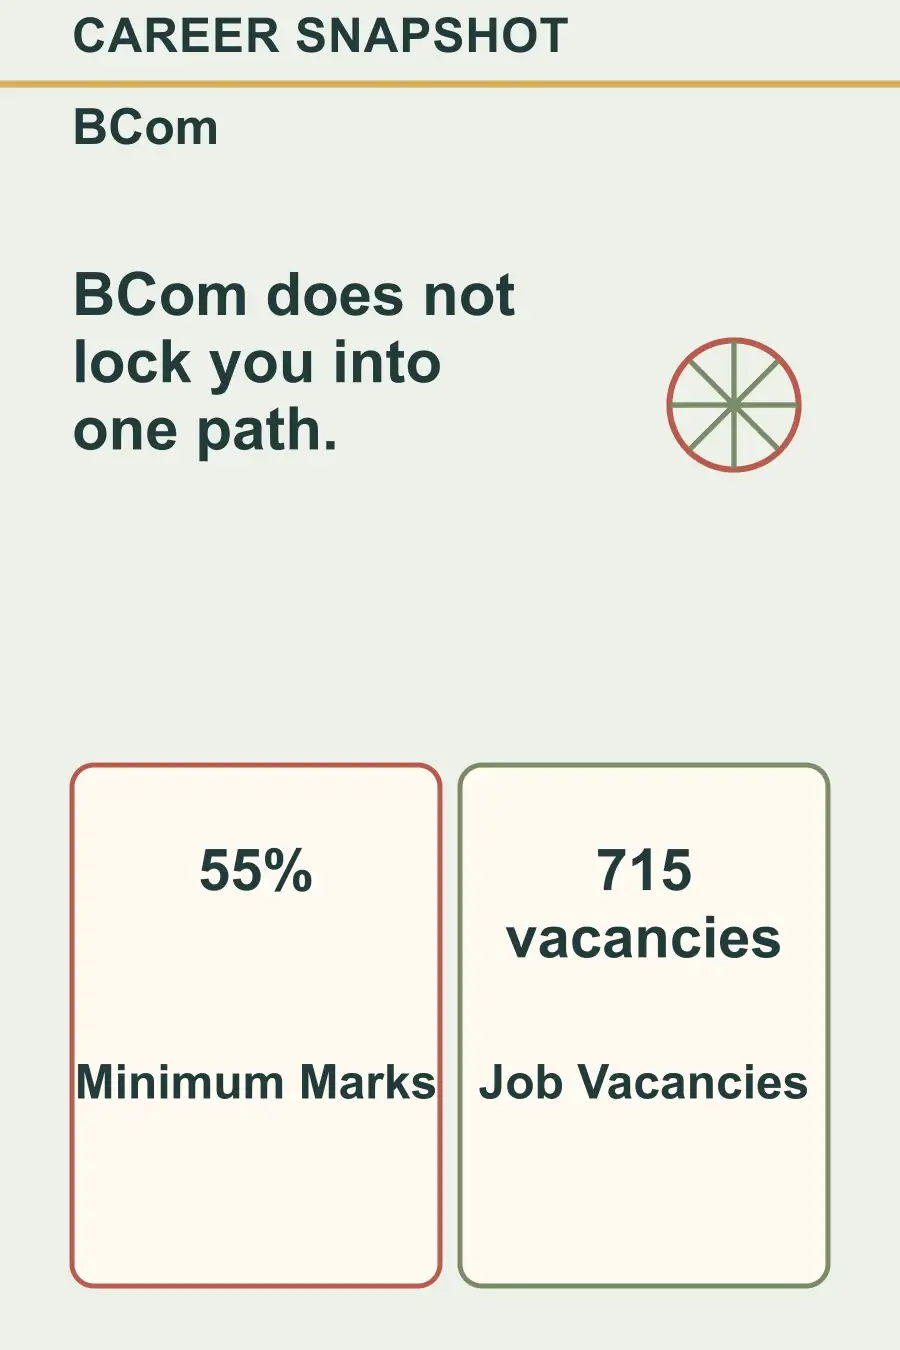 CAREER SNAPSHOT
BCom
BCom does not
lock you into
one path.
55%
Minimum Marks
715
vacancies
Job Vacancies